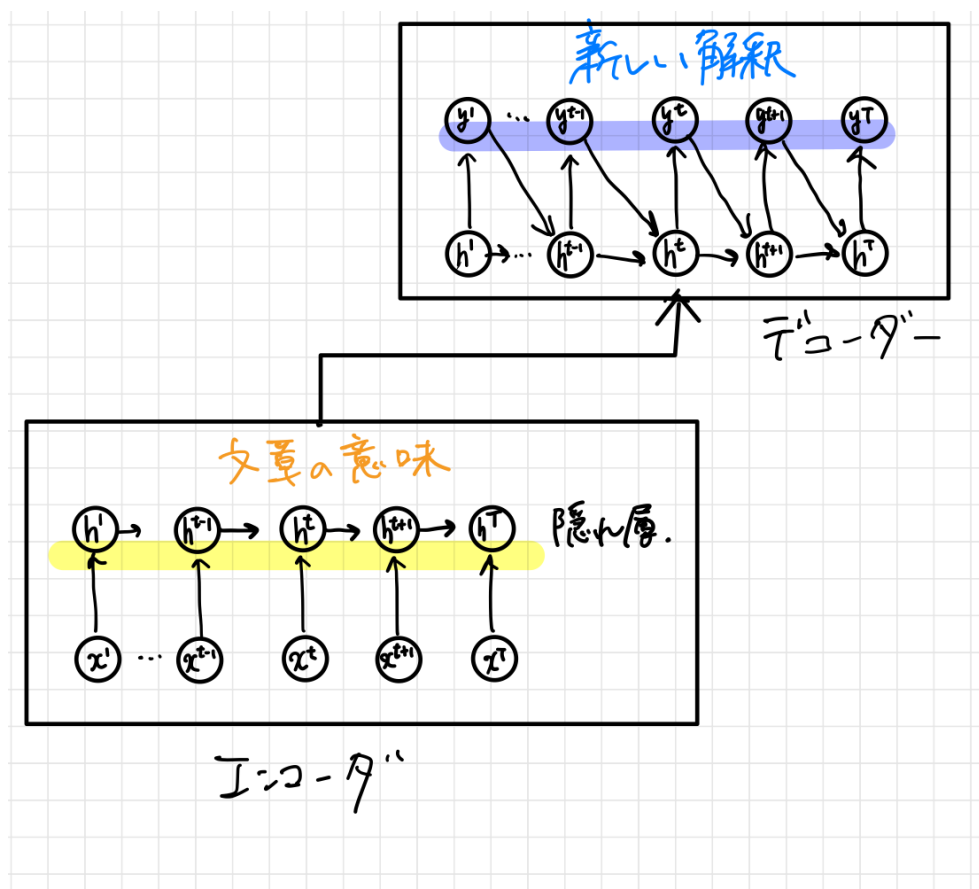 新しい解釈
y¹ … yᵗ⁻¹ yᵗ yᵗ⁺¹ yᵀ
h¹ … hᵗ⁻¹ hᵗ hᵗ⁺¹ hᵀ
デコーダー
文章の意味
h¹ hᵗ⁻¹ hᵗ hᵗ⁺¹ hᵀ 隠れ層.
x¹ … xᵗ⁻¹ xᵗ xᵗ⁺¹ xᵀ
エンコーダ